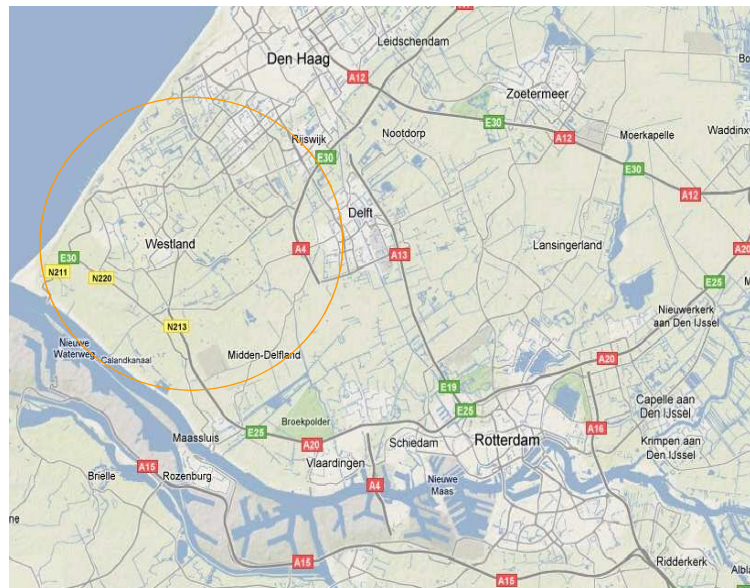 A4
Leidschendam
Den Haag
A12
Zoetermeer
E30
Nootdorp
Rijswijk
E30
A12
Moerkapelle
Waddinx
E30
A12
Delft
Westland
A4
A13
Lansingerland
A20
E30
N211
N220
E25
Nieuwerkerk
aan Den IJssel
N213
Nieuwe
Waterweg
Calandkanaal
Midden-Delfland
A20
E19
Capelle aan
Den IJssel
E25
Broekpolder
A16
Maassluis
E25
A20
Schiedam
Rotterdam
Krimpen aan
Den IJssel
Vlaardingen
A15
Brielle
Rozenburg
A4
Nieuwe
Maas
ne
A15
Ridderkerk
Albla
A15